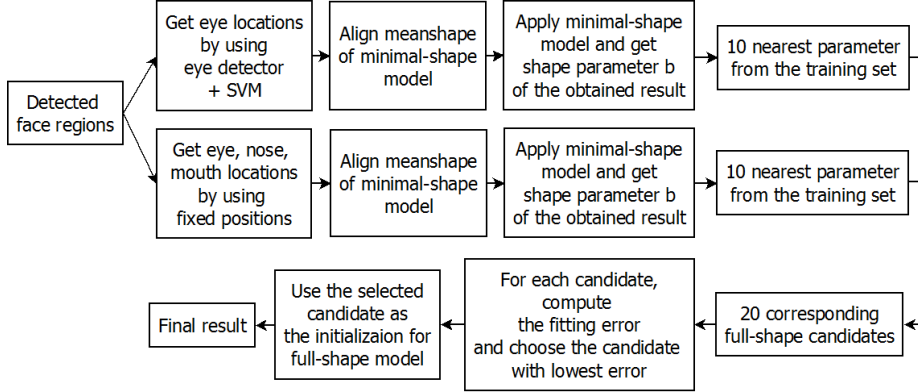 Detected
face regions
Get eye locations
by using
eye detector
+ SVM
Align meanshape
of minimal-shape
model
Apply minimal-shape
model and get
shape parameter b
of the obtained result
10 nearest parameter
from the training set
Get eye, nose,
mouth locations
by using
fixed positions
Align meanshape
of minimal-shape
model
Apply minimal-shape
model and get
shape parameter b
of the obtained result
10 nearest parameter
from the training set
20 corresponding
full-shape candidates
For each candidate,
compute
the fitting error
and choose the candidate
with lowest error
Use the selected
candidate as
the initializaion for
full-shape model
Final result